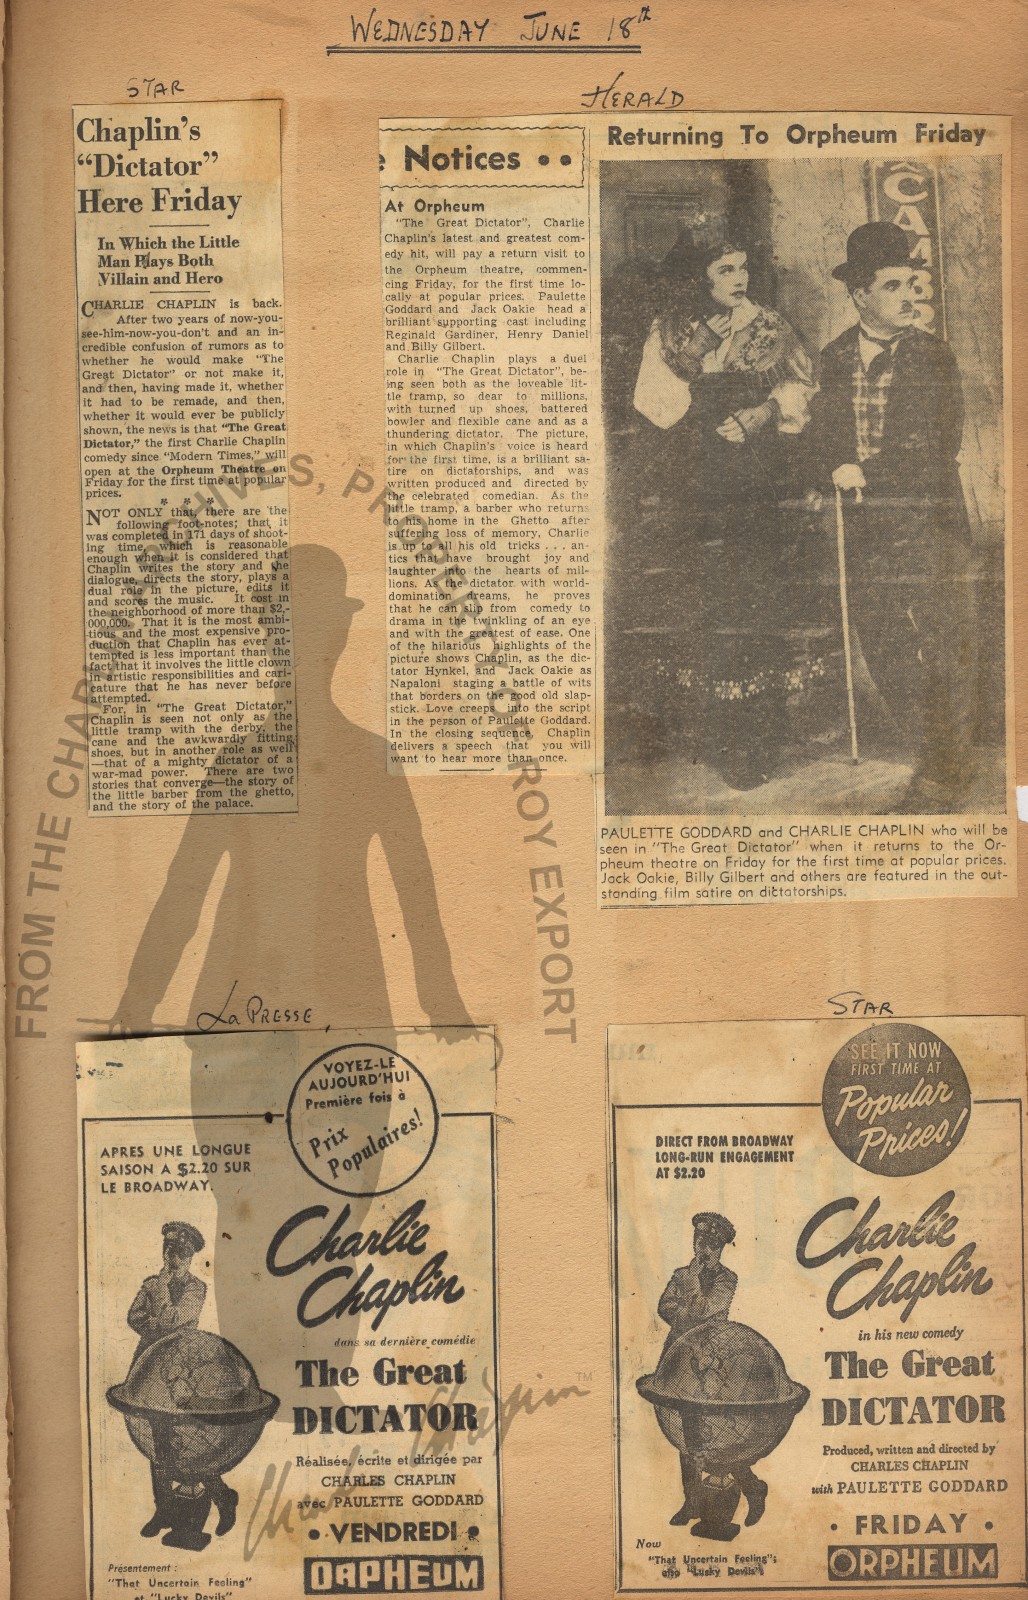 WEDNESDAY JUNE 18th
STAR
Chaplin's
"Dictator"
Here Friday
In Which the Little
Man Plays Both
Villain and Hero
CHARLIE CHAPLIN is back.
After two years of now-you-
see-him-now-you-don't and an in-
credible confusion of rumors as to
whether he would make "The
Great Dictator" or not make it,
and then, having made it, whether
it had to be remade, and then,
whether it would ever be publicly
shown, the news is that "The Great
Dictator," the first Charlie Chaplin
comedy since "Modern Times," will
open at the Orpheum Theatre on
Friday for the first time at popular
prices.
* * *
NOT ONLY that, there are the
following foot-notes; that it
was completed in 171 days of shoot-
ing time, which is reasonable
enough when it is considered that
Chaplin writes the story and the
dialogue, directs the story, plays a
dual role in the picture, edits it
and scores the music. It cost in
the neighborhood of more than $2,-
000,000. That it is the most ambi-
tious and the most expensive pro-
duction that Chaplin has ever at-
tempted is less important than the
fact that it involves the little clown
in artistic responsibilities and cari-
cature that he has never before
attempted.
For, in "The Great Dictator,"
Chaplin is seen not only as the
little tramp with the derby, the
cane and the awkwardly fitting
shoes, but in another role as well
—that of a mighty dictator of a
war-mad power. There are two
stories that converge—the story of
the little barber from the ghetto,
and the story of the palace.
HERALD
e Notices • •
At Orpheum
"The Great Dictator", Charlie
Chaplin's latest and greatest com-
edy hit, will pay a return visit to
the Orpheum theatre, commen-
cing Friday, for the first time lo-
cally at popular prices. Paulette
Goddard and Jack Oakie head a
brilliant supporting cast including
Reginald Gardiner, Henry Daniel
and Billy Gilbert.
Charlie Chaplin plays a duel
role in "The Great Dictator", be-
ing seen both as the loveable lit-
tle tramp, so dear to millions,
with turned up shoes, battered
bowler and flexible cane and as a
thundering dictator. The picture,
in which Chaplin's voice is heard
for the first time, is a brilliant sa-
tire on dictatorships, and was
written produced and directed by
the celebrated comedian. As the
little tramp, a barber who returns
to his home in the Ghetto after
suffering loss of memory, Charlie
is up to all his old tricks . . . an-
tics that have brought joy and
laughter into the hearts of mil-
lions. As the dictator with world-
domination dreams, he proves
that he can slip from comedy to
drama in the twinkling of an eye
and with the greatest of ease. One
of the hilarious highlights of the
picture shows Chaplin, as the dic-
tator Hynkel, and Jack Oakie as
Napaloni staging a battle of wits
that borders on the good old slap-
stick. Love creeps into the script
in the person of Paulette Goddard.
In the closing sequence, Chaplin
delivers a speech that you will
want to hear more than once.
Returning To Orpheum Friday
PAULETTE GODDARD and CHARLIE CHAPLIN who will be
seen in "The Great Dictator" when it returns to the Or-
pheum theatre on Friday for the first time at popular prices.
Jack Oakie, Billy Gilbert and others are featured in the out-
standing film satire on dictatorships.
FROM THE CHAPLIN ARCHIVES, PROPERTY OF ROY EXPORT
La PRESSE
VOYEZ-LE
AUJOURD'HUI
Première fois à
Prix
Populaires!
APRES UNE LONGUE
SAISON A $2.20 SUR
LE BROADWAY.
Charlie
Chaplin
dans sa dernière comédie
The Great
DICTATOR
Réalisée, écrite et dirigée par
CHARLES CHAPLIN
avec PAULETTE GODDARD
• VENDREDI •
ORPHEUM
Présentement :
"That Uncertain Feeling"
et "Lucky Devils"
Charles Chaplin TM
STAR
SEE IT NOW
FIRST TIME AT
Popular
Prices!
DIRECT FROM BROADWAY
LONG-RUN ENGAGEMENT
AT $2.20
Charlie
Chaplin
in his new comedy
The Great
DICTATOR
Produced, written and directed by
CHARLES CHAPLIN
with PAULETTE GODDARD
• FRIDAY •
ORPHEUM
Now
"That Uncertain Feeling";
also "Lucky Devils"